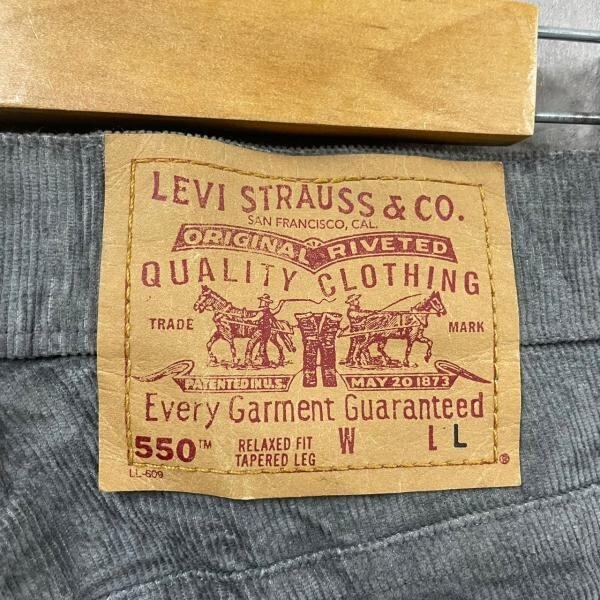 LEVI STRAUSS & CO.
SAN FRANCISCO, CAL.
ORIGINAL RIVETED
QUALITY CLOTHING
TRADE MARK
PATENTED IN U.S. MAY 20 1873
Every Garment Guaranteed
550™ RELAXED FIT W L L
TAPERED LEG
LL-609 ®